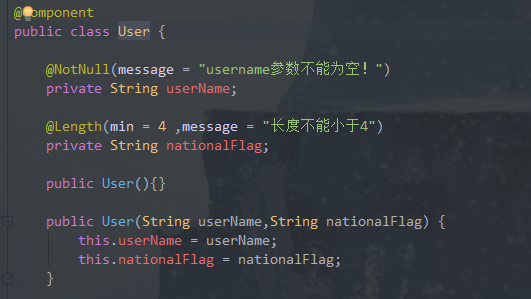 @Component
public class User {
@NotNull(message = "username参数不能为空！")
private String userName;
@Length(min = 4 ,message = "长度不能小于4")
private String nationalFlag;
public User(){}
public User(String userName,String nationalFlag) {
this.userName = userName;
this.nationalFlag = nationalFlag;
}